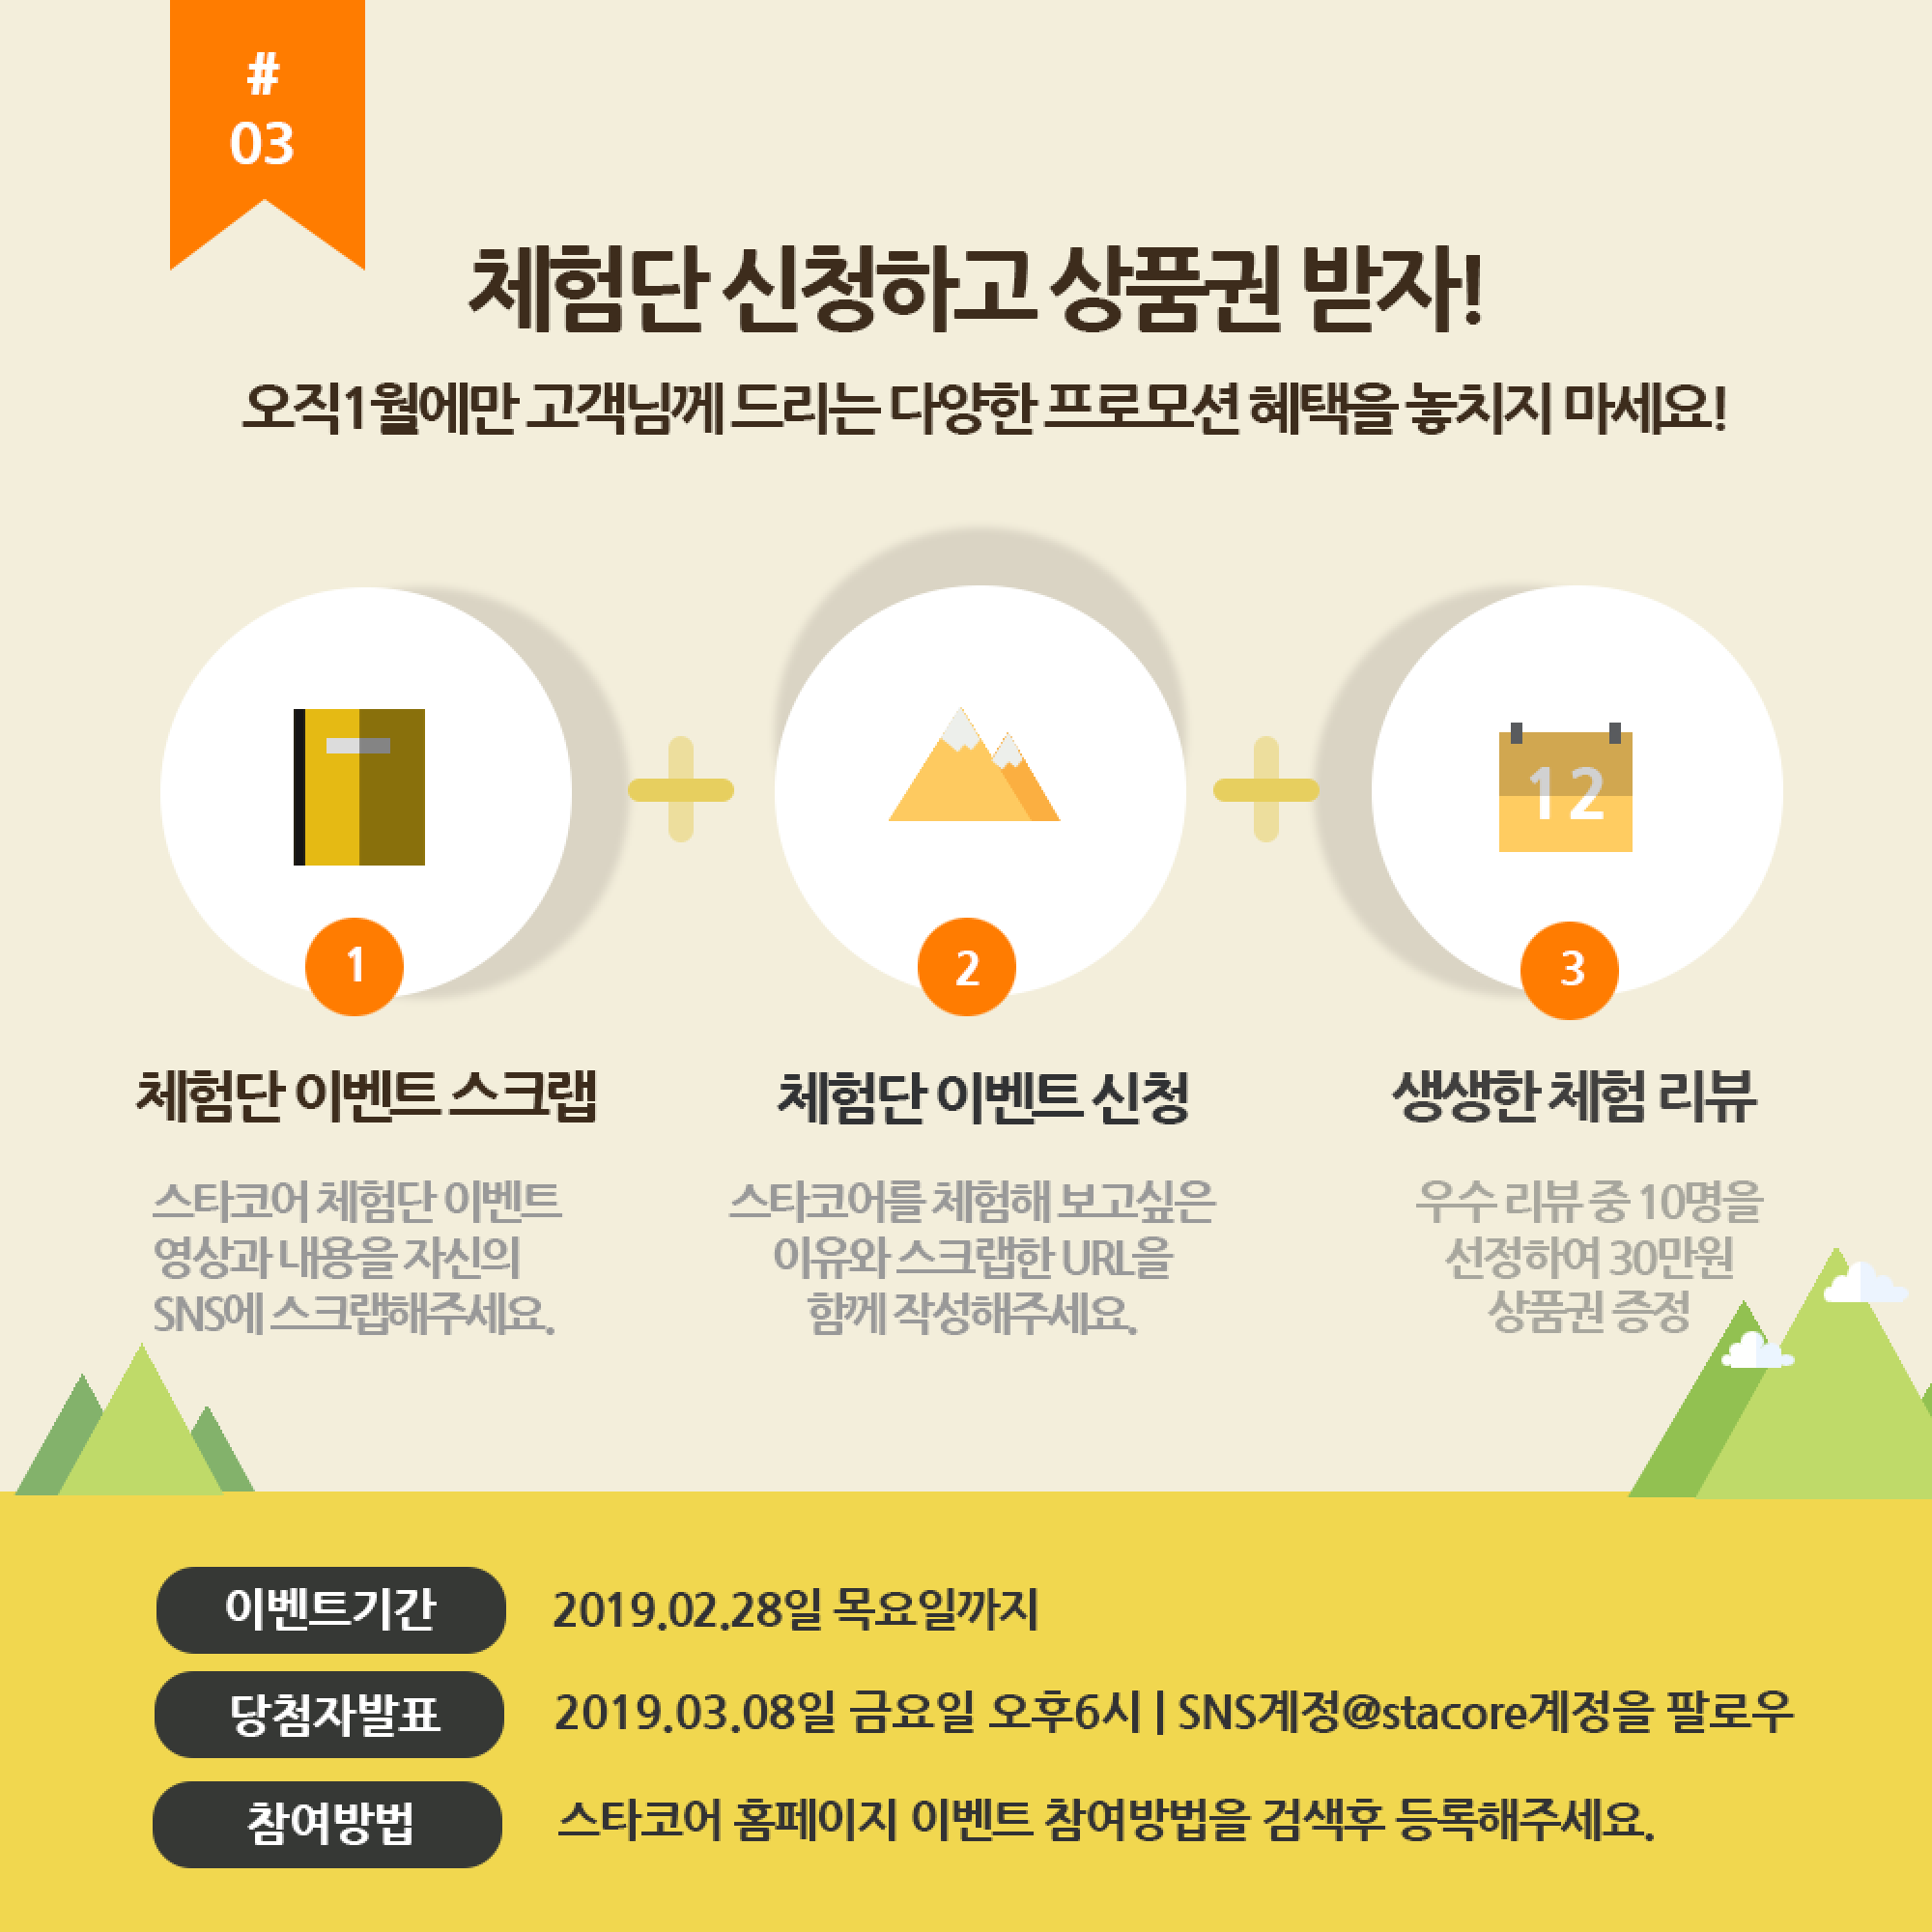 #
03
체험단 신청하고 상품권 받자!
오직1월에만 고객님께 드리는 다양한 프로모션 혜택을 놓치지 마세요!
12
1
2
3
체험단 이벤트 스크랩
스타코어 체험단 이벤트
영상과 내용을 자신의
SNS에 스크랩해주세요.
체험단 이벤트 신청
스타코어를 체험해 보고싶은
이유와 스크랩한 URL을
함께 작성해주세요.
생생한 체험 리뷰
우수 리뷰 중 10명을
선정하여 30만원
상품권 증정
이벤트기간
2019.02.28일 목요일까지
당첨자발표
2019.03.08일 금요일 오후6시 | SNS계정@stacore계정을 팔로우
참여방법
스타코어 홈페이지 이벤트 참여방법을 검색후 등록해주세요.